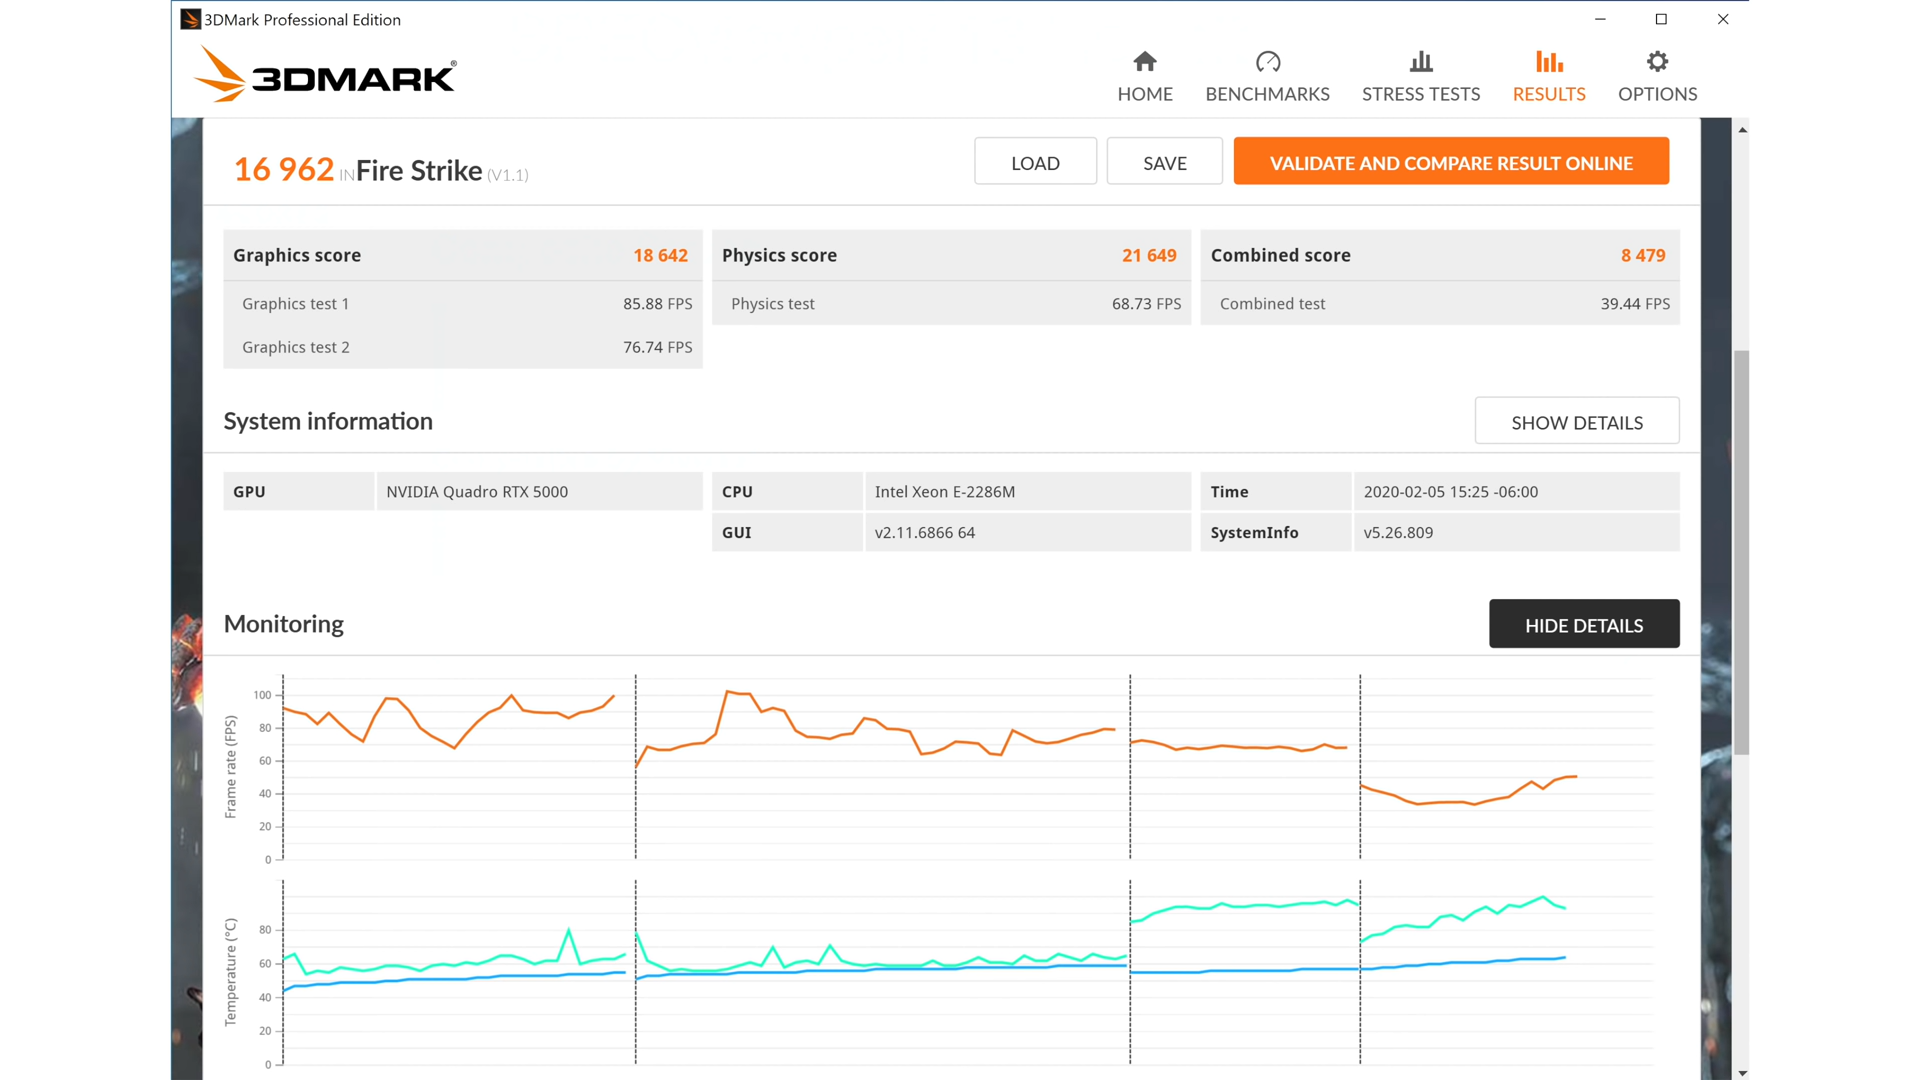 3DMark Professional Edition
3DMARK®
HOME BENCHMARKS STRESS TESTS RESULTS OPTIONS
16 962 IN Fire Strike (V1.1)
LOAD SAVE VALIDATE AND COMPARE RESULT ONLINE
Graphics score 18 642 Physics score 21 649 Combined score 8 479
Graphics test 1 85.88 FPS Physics test 68.73 FPS Combined test 39.44 FPS
Graphics test 2 76.74 FPS
System information SHOW DETAILS
GPU NVIDIA Quadro RTX 5000 CPU Intel Xeon E-2286M Time 2020-02-05 15:25 -06:00
GUI v2.11.6866 64 SystemInfo v5.26.809
Monitoring HIDE DETAILS
Frame rate (FPS)
100
80
60
40
20
0
Temperature (°C)
80
60
40
20
0